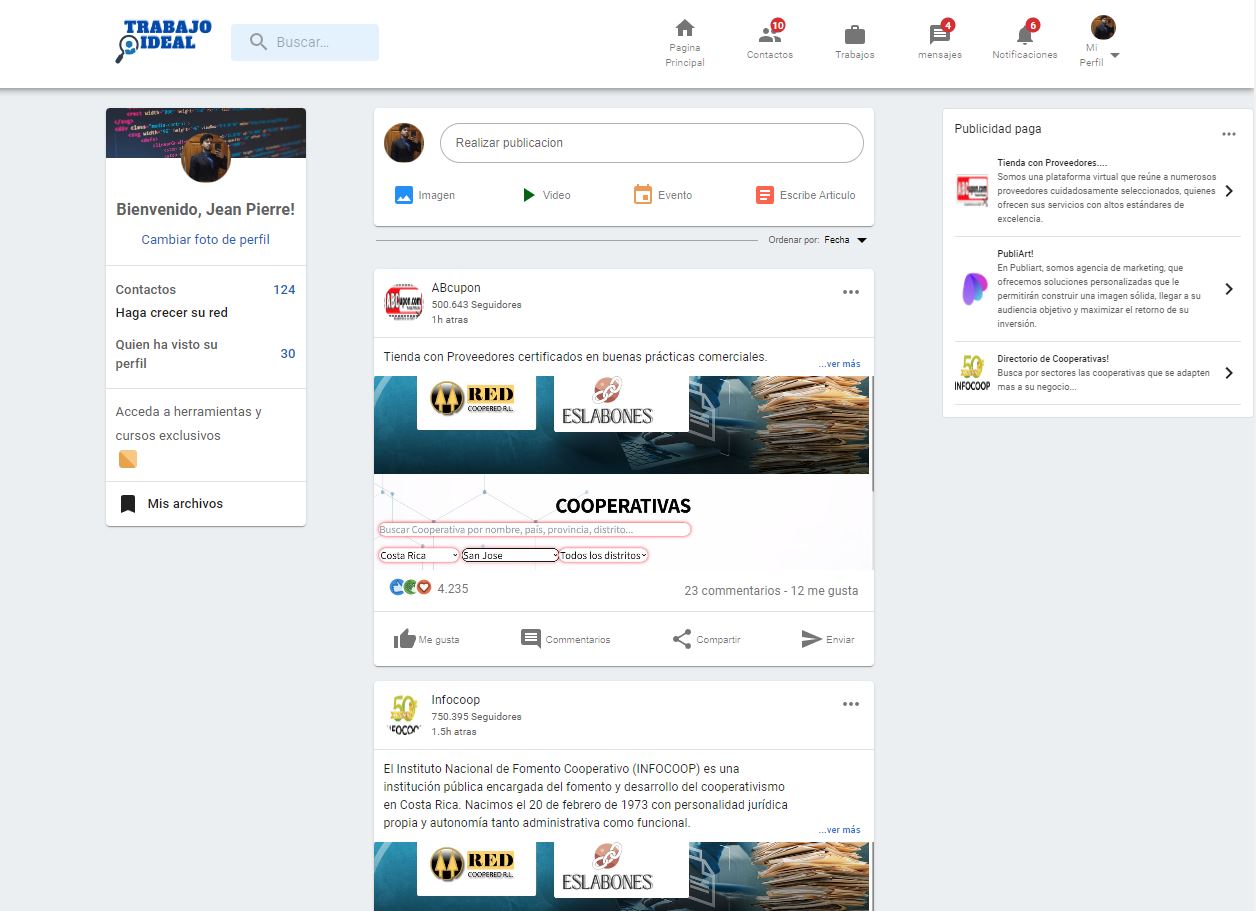 TRABAJO
IDEAL
Buscar...
Pagina
Principal
10
Contactos
Trabajos
4
mensajes
6
Notificaciones
Mi
Perfil
Bienvenido, Jean Pierre!
Cambiar foto de perfil
Contactos 124
Haga crecer su red
Quien ha visto su
perfil 30
Acceda a herramientas y
cursos exclusivos
Mis archivos
Realizar publicacion
Imagen Video Evento Escribe Articulo
Ordenar por: Fecha
ABcupon
500.643 Seguidores
1h atras
Tienda con Proveedores certificados en buenas prácticas comerciales.
...ver más
RED
COOPERED R.L.
ESLABONES
COOPERATIVAS
Buscar Cooperativa por nombre, país, provincia, distrito...
Costa Rica San Jose Todos los distritos
4.235 23 commentarios - 12 me gusta
Me gusta Commentarios Compartir Enviar
Infocoop
750.395 Seguidores
1.5h atras
El Instituto Nacional de Fomento Cooperativo (INFOCOOP) es una
institución pública encargada del fomento y desarrollo del cooperativismo
en Costa Rica. Nacimos el 20 de febrero de 1973 con personalidad jurídica
propia y autonomía tanto administrativa como funcional.
...ver más
RED
COOPERED R.L.
ESLABONES
Publicidad paga
Tienda con Proveedores....
Somos una plataforma virtual que reúne a numerosos
proveedores cuidadosamente seleccionados, quienes
ofrecen sus servicios con altos estándares de
excelencia.
PubliArt!
En Publiart, somos agencia de marketing, que
ofrecemos soluciones personalizadas que le
permitirán construir una imagen sólida, llegar a su
audiencia objetivo y maximizar el retorno de su
inversión.
50
INFOCOOP
Directorio de Cooperativas!
Busca por sectores las cooperativas que se adapten
mas a su negocio...